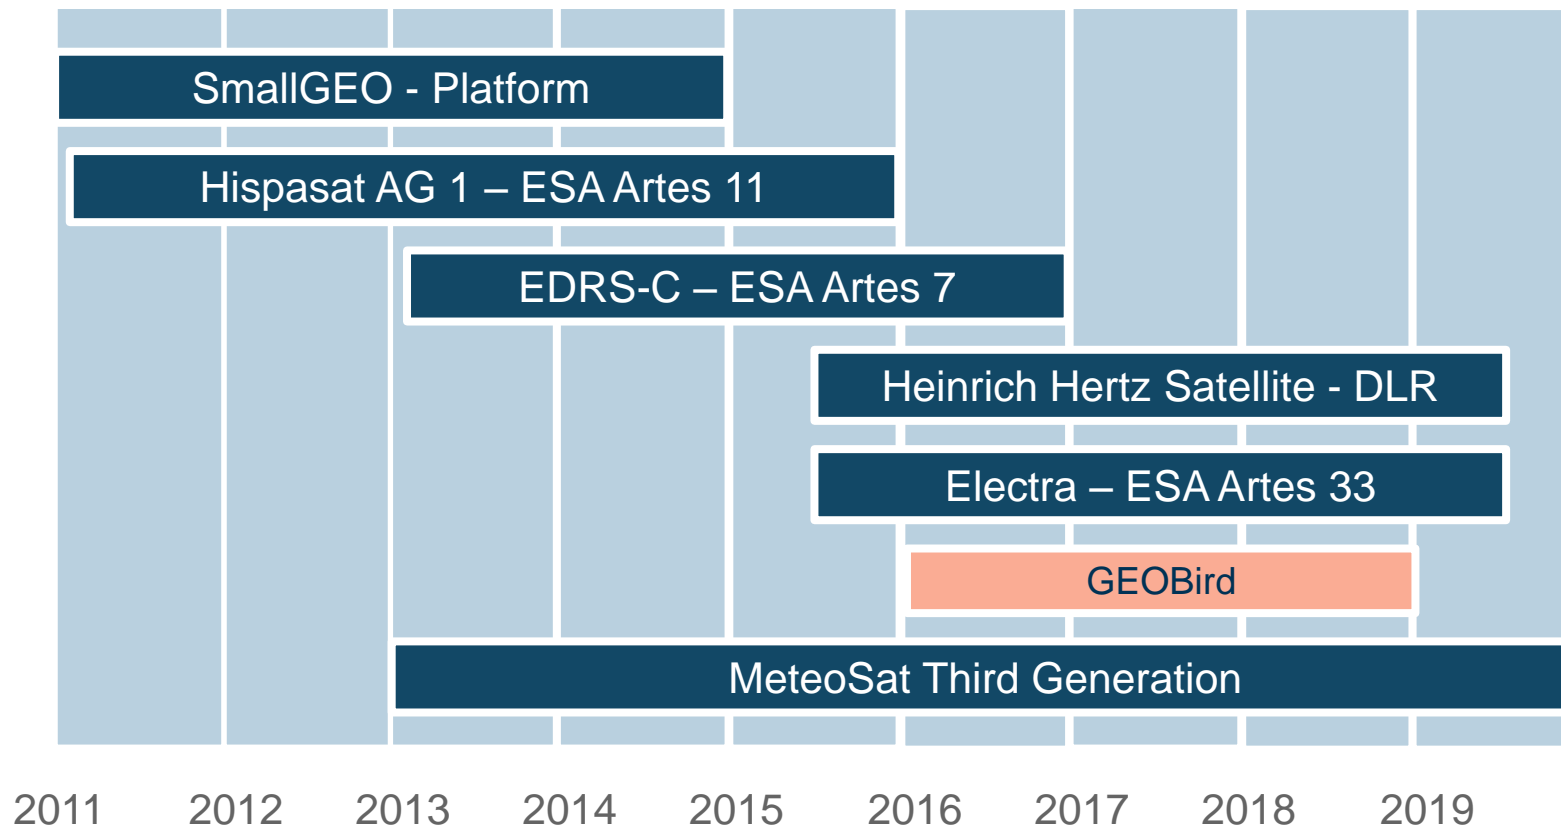 SmallGEO - Platform
Hispasat AG 1 – ESA Artes 11
EDRS-C – ESA Artes 7
Heinrich Hertz Satellite - DLR
Electra – ESA Artes 33
GEOBird
MeteoSat Third Generation
2011 2012 2013 2014 2015 2016 2017 2018 2019